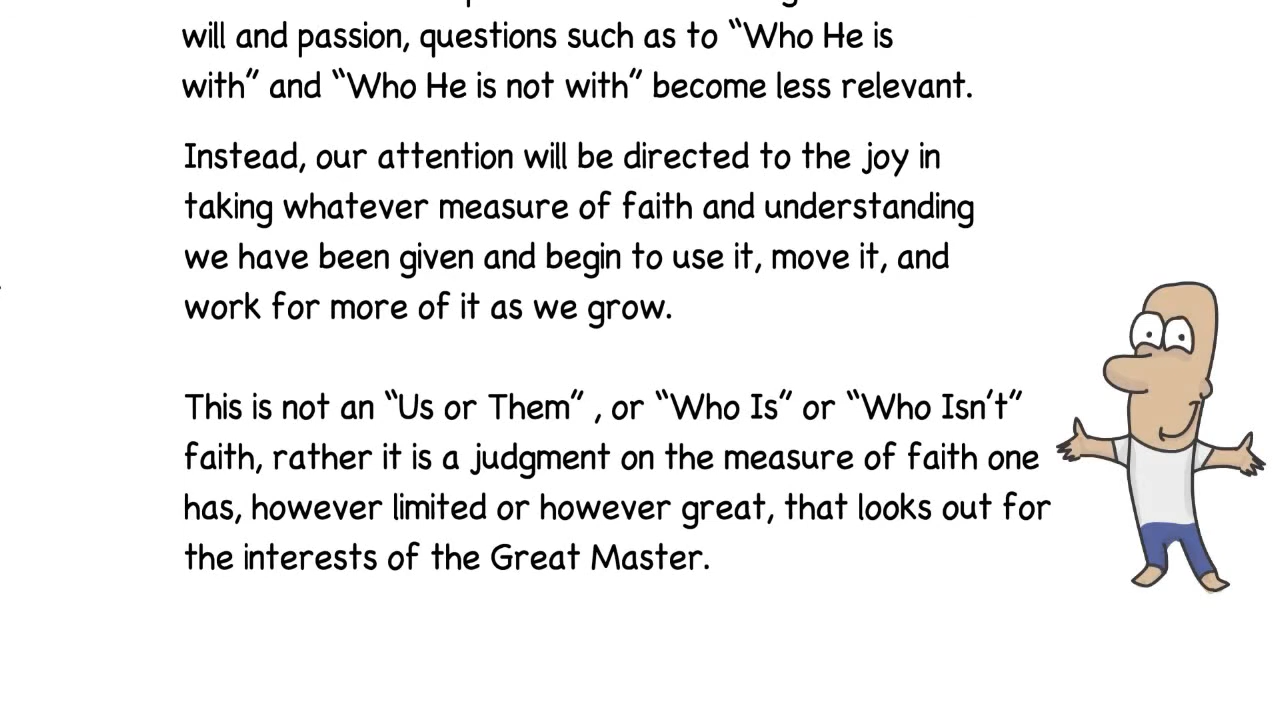 will and passion, questions such as to “Who He is
with” and “Who He is not with” become less relevant.
Instead, our attention will be directed to the joy in
taking whatever measure of faith and understanding
we have been given and begin to use it, move it, and
work for more of it as we grow.
This is not an “Us or Them” , or “Who Is” or “Who Isn’t”
faith, rather it is a judgment on the measure of faith one
has, however limited or however great, that looks out for
the interests of the Great Master.